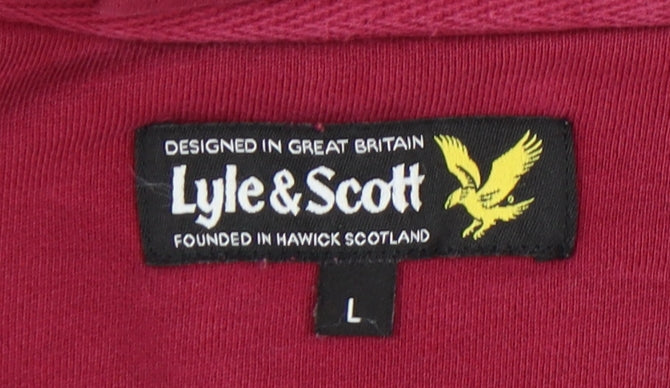 DESIGNED IN GREAT BRITAIN
Lyle & Scott
FOUNDED IN HAWICK SCOTLAND
L